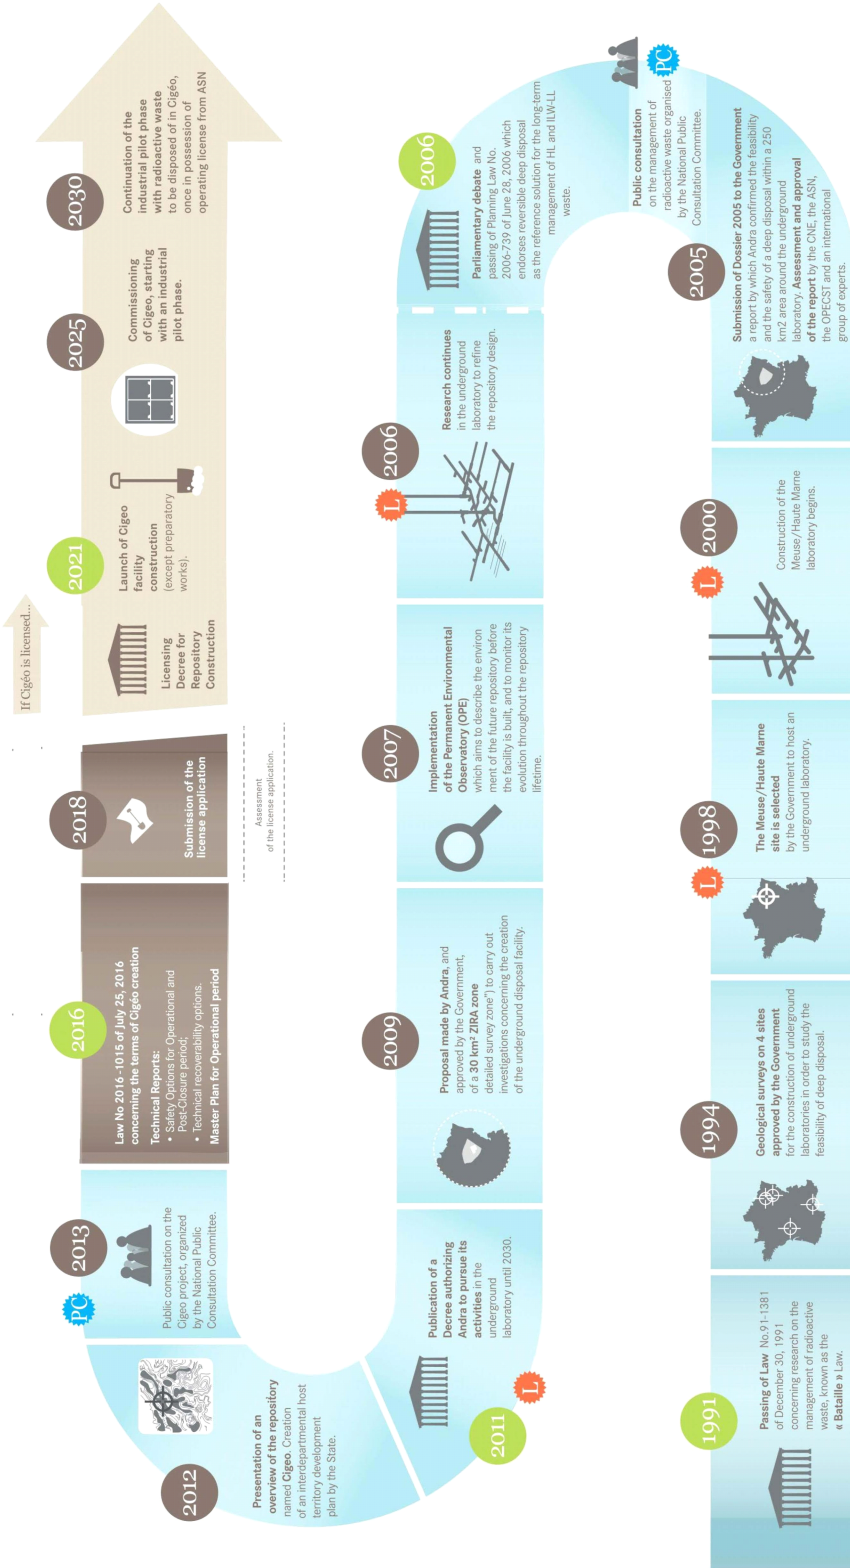 1991
Passing of Law No.91-1381
of December 30, 1991
concerning research on the
management of radioactive
waste, known as the
« Bataille » Law.
1994
Geological surveys on 4 sites
approved by the Government
for the construction of underground
laboratories in order to study the
feasibility of deep disposal.
L
1998
The Meuse/Haute Marne
site is selected
by the Government to host an
underground laboratory.
L
2000
Construction of the
Meuse/Haute Marne
laboratory begins.
2005
Submission of Dossier 2005 to the Government
a report by which Andra confirmed the feasibility
and the safety of a deep disposal within a 250
km2 area around the underground
laboratory. Assessment and approval
of the report by the CNE, the ASN,
the OPECST and an international
group of experts.
PC
Public consultation
on the management of
radioactive waste organised
by the National Public
Consultation Committee.
2006
Parliamentary debate and
passing of Planning Law No.
2006-739 of June 28, 2006 which
endorses reversible deep disposal
as the reference solution for the long-term
management of HL and ILW-LL
waste.
L
2006
Research continues
in the underground
laboratory to refine
the repository design.
2007
Implementation
of the Permanent Environmental
Observatory (OPE)
which aims to describe the environ
ment of the future repository before
the facility is built, and to monitor its
evolution throughout the repository
lifetime.
2009
Proposal made by Andra, and
approved by the Government,
of a 30 km² ZIRA zone
detailed survey zone") to carry out
investigations concerning the creation
of the underground disposal facility.
2011
L
Publication of a
Decree authorizing
Andra to pursue its
activities in the
underground
laboratory until 2030.
2012
Presentation of an
overview of the repository
named Cigeo. Creation
of an interdepartmental host
territory development
plan by the State.
PC
2013
Public consultation on the
Cigeo project, organized
by the National Public
Consultation Committee.
2016
Law No 2016 -1015 of July 25, 2016
concerning the terms of Cigéo creation
Technical Reports:
• Safety Options for Operational and
Post-Closure period;
• Technical recoverability options.
Master Plan for Operational period
2018
Submission of the
license application
Assessment
of the license application.
If Cigéo is licensed...
Licensing
Decree for
Repository
Construction
2021
Launch of Cigeo
facility
construction
(except preparatory
works).
2025
Commissioning
of Cigeo, starting
with an industrial
pilot phase.
2030
Continuation of the
industrial pilot phase
with radioactive waste
to be disposed of in Cigéo,
once in possession of
operating license from ASN